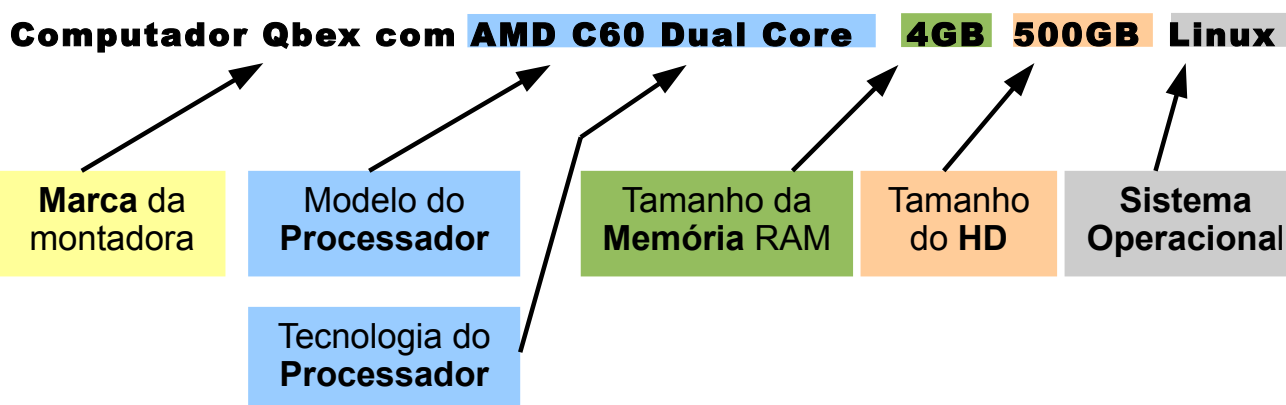 Computador Qbex com AMD C60 Dual Core 4GB 500GB Linux
Marca da
montadora
Modelo do
Processador
Tamanho da
Memória RAM
Tamanho
do HD
Sistema
Operacional
Tecnologia do
Processador